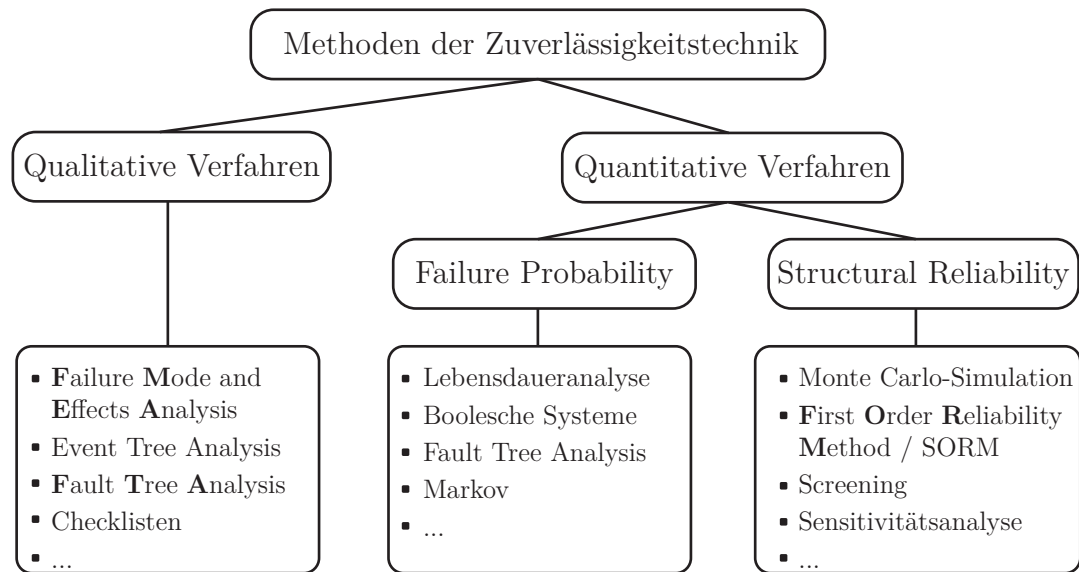 Methoden der Zuverlässigkeitstechnik
Qualitative Verfahren
Quantitative Verfahren
Failure Probability
Structural Reliability
▪ Failure Mode and
Effects Analysis
▪ Event Tree Analysis
▪ Fault Tree Analysis
▪ Checklisten
▪ ...
▪ Lebensdaueranalyse
▪ Boolesche Systeme
▪ Fault Tree Analysis
▪ Markov
▪ ...
▪ Monte Carlo-Simulation
▪ First Order Reliability
Method / SORM
▪ Screening
▪ Sensitivitätsanalyse
▪ ...